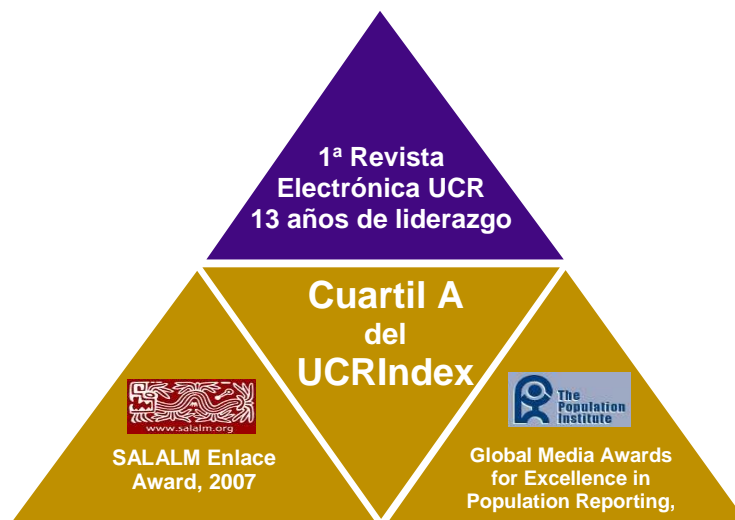 1ª Revista
Electrónica UCR
13 años de liderazgo
Cuartil A
del
UCRIndex
www.salalm.org
SALALM Enlace
Award, 2007
The
Population
Institute
Global Media Awards
for Excellence in
Population Reporting,